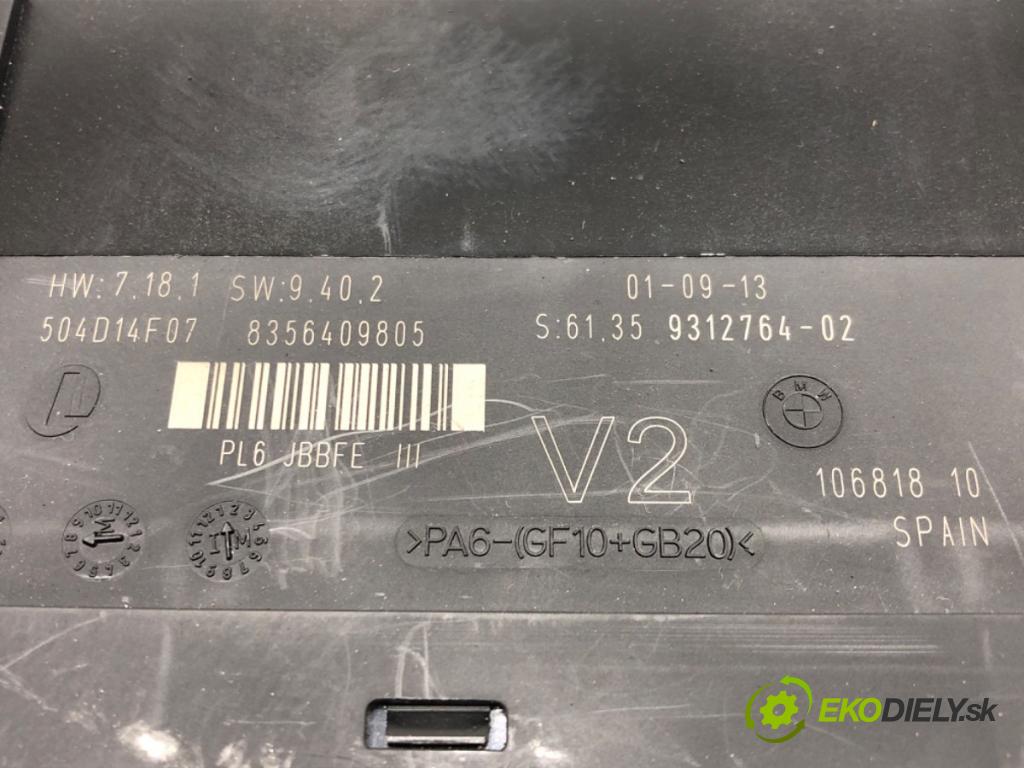 HW:7.18.1 SW:9.40.2 01-09-13
504D14F07 8356409805 S:61.35 9312764-02
BMW
PL6 JBBFE III V2
106818 10
SPAIN
>PA6-(GF10+GB20)<
EKODIELY.sk